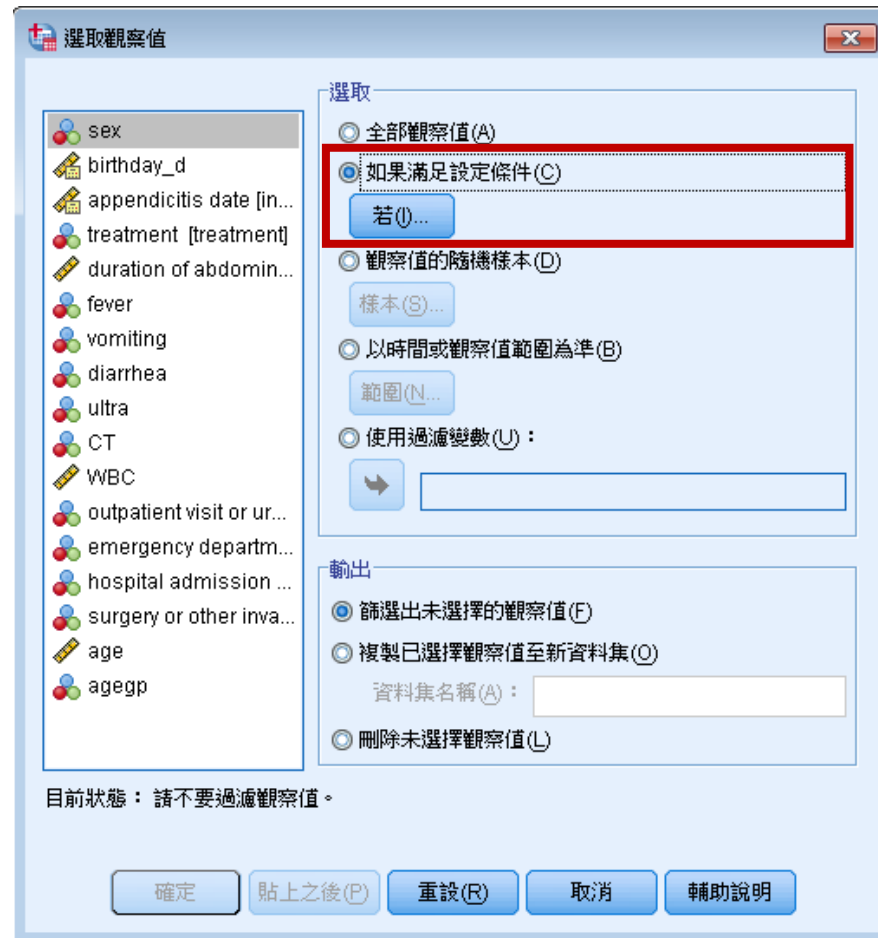 選取觀察值
sex
birthday_d
appendicitis date [in...
treatment [treatment]
duration of abdomin...
fever
vomiting
diarrhea
ultra
CT
WBC
outpatient visit or ur...
emergency departm...
hospital admission ...
surgery or other inva...
age
agegp
選取
全部觀察值(A)
如果滿足設定條件(C)
若(I)...
觀察值的隨機樣本(D)
樣本(S)...
以時間或觀察值範圍為準(B)
範圍(N...
使用過濾變數(U)：
輸出
篩選出未選擇的觀察值(F)
複製已選擇觀察值至新資料集(O)
資料集名稱(A)：
刪除未選擇觀察值(L)
目前狀態：請不要過濾觀察值。
確定
貼上之後(P)
重設(R)
取消
輔助說明